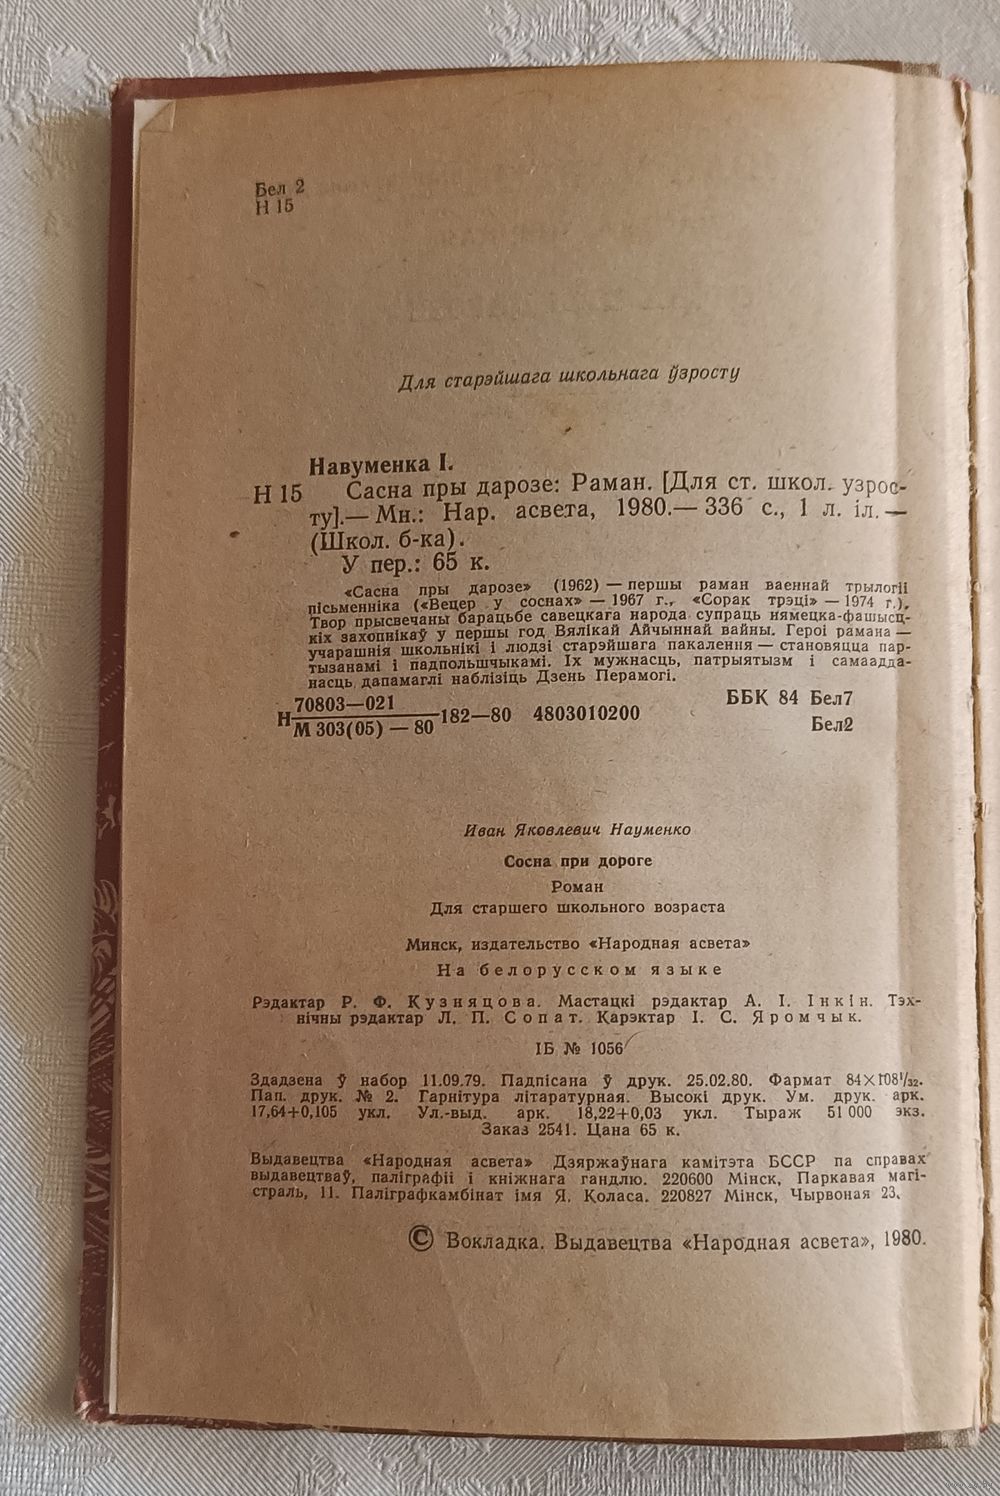 Бел 2
Н 15
Для старэйшага школьнага ўзросту
Навуменка І.
Н 15 Сасна пры дарозе: Раман. [Для ст. школ. узрос-
ту].— Мн.: Нар. асвета, 1980.— 336 с., 1 л. іл.—
(Школ. б-ка).
У пер.: 65 к.
«Сасна пры дарозе» (1962) — першы раман ваеннай трылогіі
пісьменніка («Вецер у соснах» — 1967 г., «Сорак трэці» — 1974 г.).
Твор прысвечаны барацьбе савецкага народа супраць нямецка-фашысц-
кіх захопнікаў у першы год Вялікай Айчыннай вайны. Героі рамана —
учарашнія школьнікі і людзі старэйшага пакалення — становяцца пар-
тызанамі і падпольшчыкамі. Іх мужнасць, патрыятызм і самаадда-
насць дапамаглі наблізіць Дзень Перамогі.
Н 70803—021
М 303(05) — 80 182—80 4803010200
ББК 84 Бел7
Бел2
Иван Яковлевич Науменко
Сосна при дороге
Роман
Для старшего школьного возраста
Минск, издательство «Народная асвета»
На белорусском языке
Рэдактар Р. Ф. Кузняцова. Мастацкі рэдактар А. І. Інкін. Тэх-
нічны рэдактар Л. П. Сопат. Карэктар І. С. Яромчык.
ІБ № 1056
Здадзена ў набор 11.09.79. Падпісана ў друк. 25.02.80. Фармат 84×108¹/₃₂.
Пап. друк. № 2. Гарнітура літаратурная. Высокі друк. Ум. друк. арк.
17,64+0,105 укл. Ул.-выд. арк. 18,22+0,03 укл. Тыраж 51 000 экз.
Заказ 2541. Цана 65 к.
Выдавецтва «Народная асвета» Дзяржаўнага камітэта БССР па справах
выдавецтваў, паліграфіі і кніжнага гандлю. 220600 Мінск, Паркавая магі-
страль, 11. Паліграфкамбінат імя Я. Коласа. 220827 Мінск, Чырвоная 23.
© Вокладка. Выдавецтва «Народная асвета», 1980.